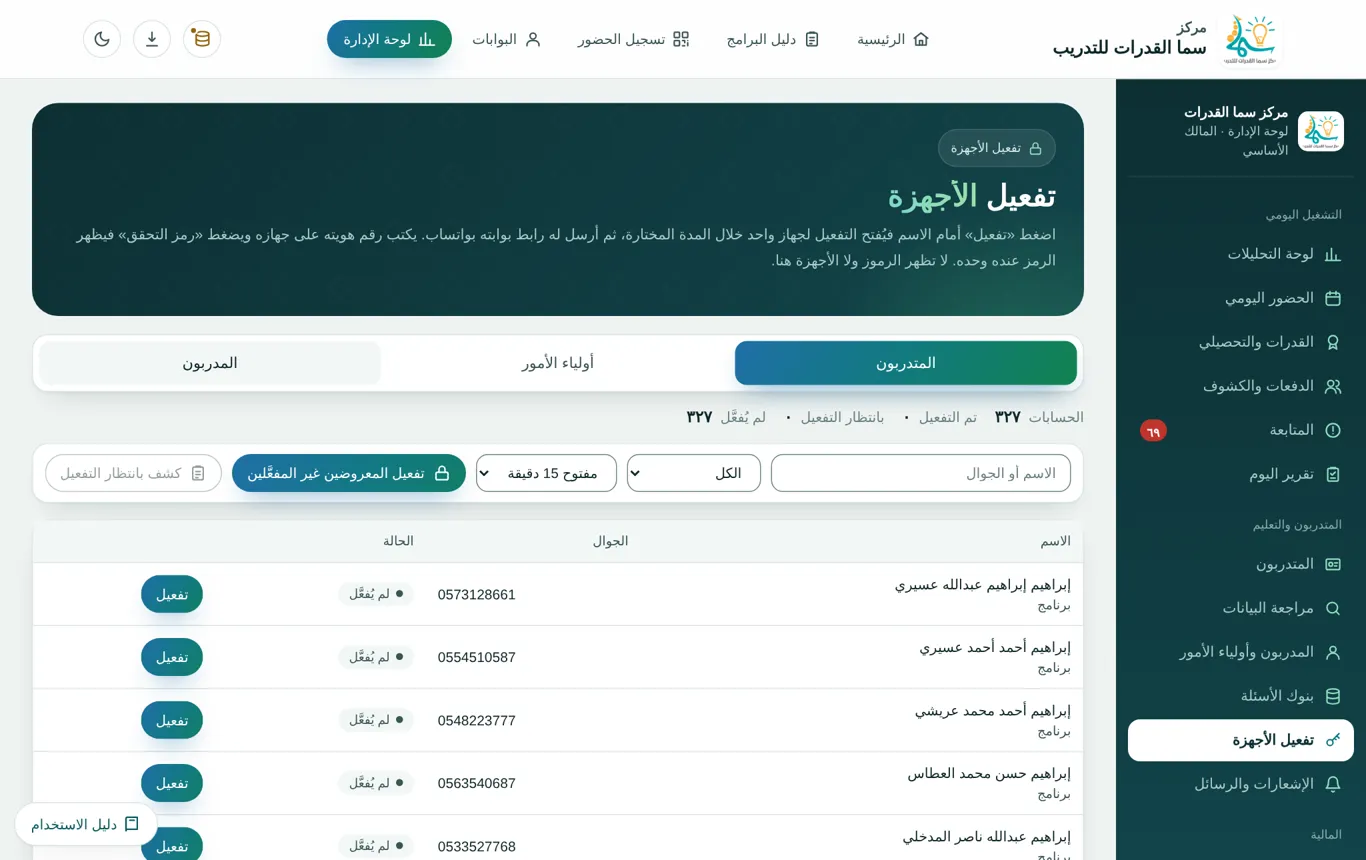 مركز
سما القدرات للتدريب
الرئيسية
دليل البرامج
تسجيل الحضور
البوابات
لوحة الإدارة
مركز سما القدرات
لوحة الإدارة · المالك
الأساسي
التشغيل اليومي
لوحة التحليلات
الحضور اليومي
القدرات والتحصيلي
الدفعات والكشوف
المتابعة
٦٩
تقرير اليوم
المتدربون والتعليم
المتدربون
مراجعة البيانات
المدربون وأولياء الأمور
بنوك الأسئلة
تفعيل الأجهزة
الإشعارات والرسائل
المالية
تفعيل الأجهزة
تفعيل الأجهزة
اضغط «تفعيل» أمام الاسم فيُفتح التفعيل لجهاز واحد خلال المدة المختارة، ثم أرسل له رابط بوابته بواتساب. يكتب رقم هويته على جهازه ويضغط «رمز التحقق» فيظهر
الرمز عنده وحده. لا تظهر الرموز ولا الأجهزة هنا.
المتدربون
أولياء الأمور
المدربون
الحسابات ٣٢٧ تم التفعيل · بانتظار التفعيل · لم يُفعَّل ٣٢٧
الاسم أو الجوال
الكل
مفتوح 15 دقيقة
تفعيل المعروضين غير المفعَّلين
كشف بانتظار التفعيل
الاسم الجوال الحالة
إبراهيم إبراهيم عبدالله عسيري
برنامج
0573128661 لم يُفعَّل تفعيل
إبراهيم أحمد أحمد عسيري
برنامج
0554510587 لم يُفعَّل تفعيل
إبراهيم أحمد محمد عريشي
برنامج
0548223777 لم يُفعَّل تفعيل
إبراهيم حسن محمد العطاس
برنامج
0563540687 لم يُفعَّل تفعيل
إبراهيم عبدالله ناصر المدخلي
برنامج
0533527768 لم يُفعَّل تفعيل
دليل الاستخدام